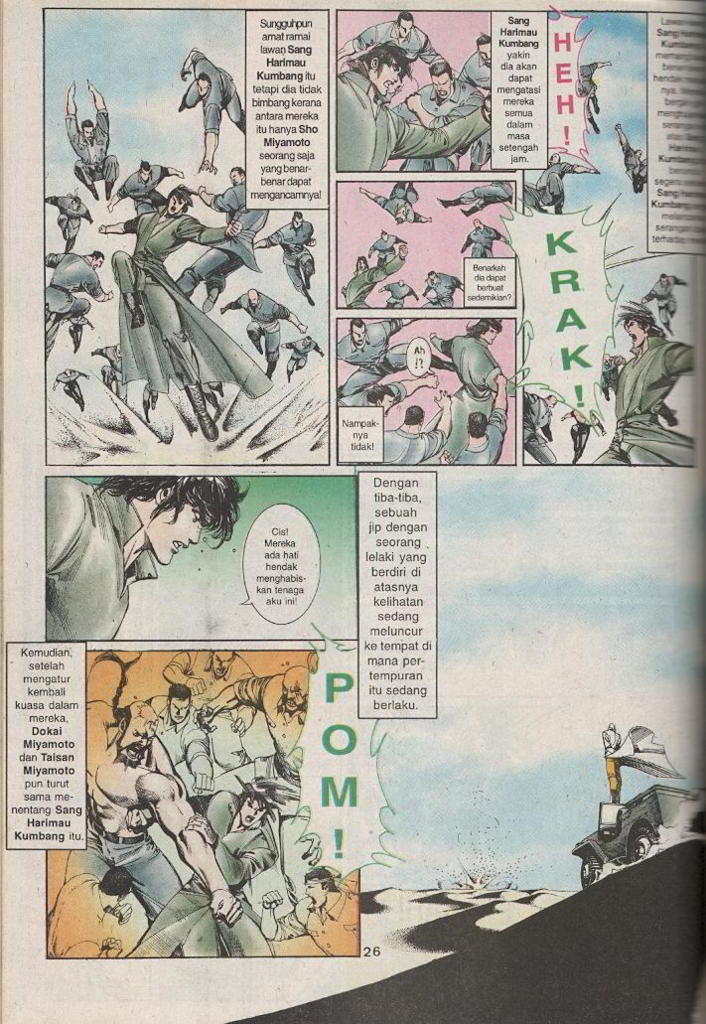 Sungguhpun
amat ramai
lawan Sang
Harimau
Kumbang itu
tetapi dia tidak
bimbang kerana
antara mereka
itu hanya Sho
Miyamoto
seorang saja
yang benar-
benar dapat
mengancamnya!
Sang
Harimau
Kumbang
yakin
dia akan
dapat
mengatasi
mereka
semua
dalam
masa
setengah
jam.
HEH!
Benarkah
dia dapat
berbuat
sedemikian?
Ah
!?
Nampak-
nya
tidak!
KRAK!
Cis!
Mereka
ada hati
hendak
menghabis-
kan tenaga
aku ini!
Dengan
tiba-tiba,
sebuah
jip dengan
seorang
lelaki yang
berdiri di
atasnya
kelihatan
sedang
meluncur
ke tempat di
mana per-
tempuran
itu sedang
berlaku.
Kemudian,
setelah
mengatur
kembali
kuasa dalam
mereka,
Dokai
Miyamoto
dan Taisan
Miyamoto
pun turut
sama me-
nentang Sang
Harimau
Kumbang itu.
POM!
26